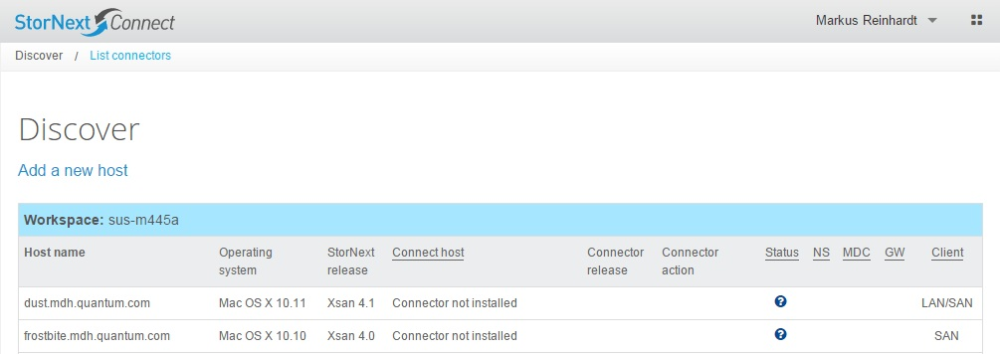 StorNext Connect Markus Reinhardt
Discover / List connectors
Discover
Add a new host
Workspace: sus-m445a
Host name Operating system StorNext release Connect host Connector release Connector action Status NS MDC GW Client
dust.mdh.quantum.com Mac OS X 10.11 Xsan 4.1 Connector not installed ? LAN/SAN
frostbite.mdh.quantum.com Mac OS X 10.10 Xsan 4.0 Connector not installed ? SAN